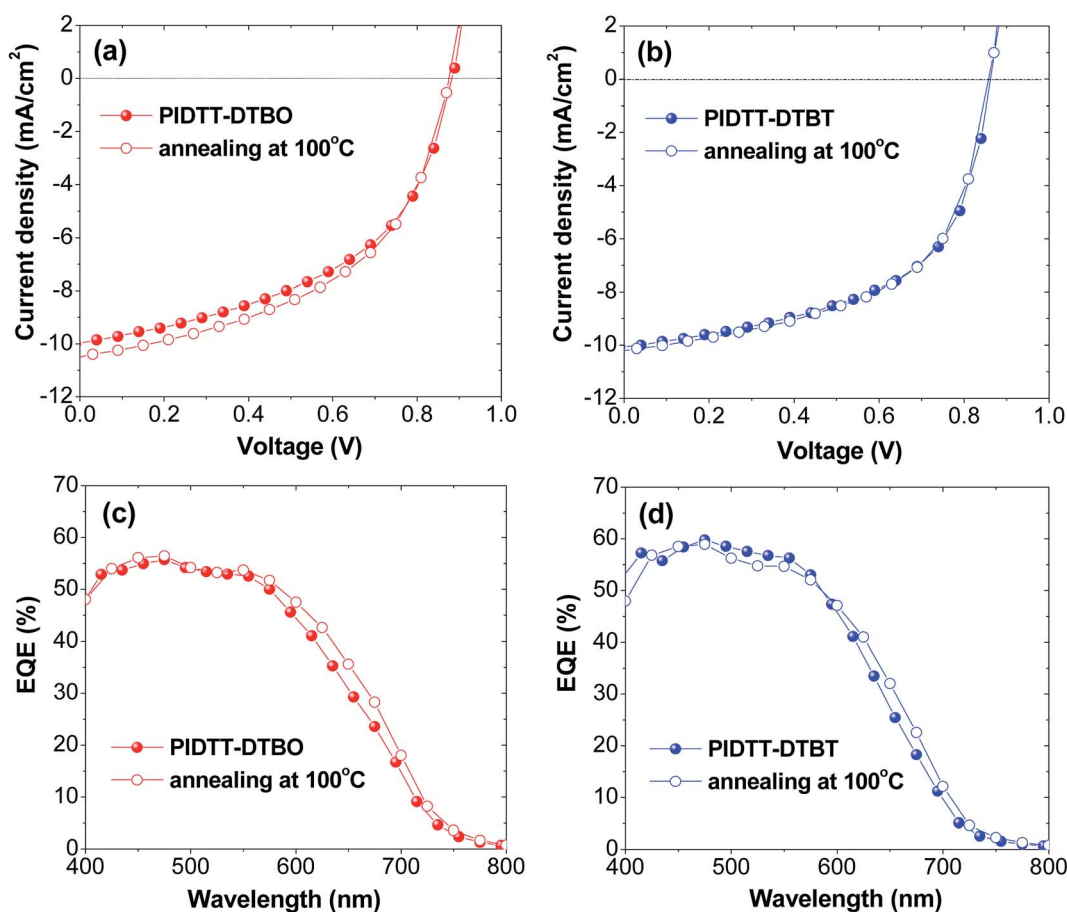 (a)
PIDTT-DTBO
annealing at 100°C
Current density (mA/cm²)
2
0
-2
-4
-6
-8
-10
-12
0.0 0.2 0.4 0.6 0.8 1.0
Voltage (V)
(b)
PIDTT-DTBT
annealing at 100°C
Current density (mA/cm²)
2
0
-2
-4
-6
-8
-10
-12
0.0 0.2 0.4 0.6 0.8 1.0
Voltage (V)
(c)
PIDTT-DTBO
annealing at 100°C
EQE (%)
70
60
50
40
30
20
10
0
400 500 600 700 800
Wavelength (nm)
(d)
PIDTT-DTBT
annealing at 100°C
EQE (%)
70
60
50
40
30
20
10
0
400 500 600 700 800
Wavelength (nm)